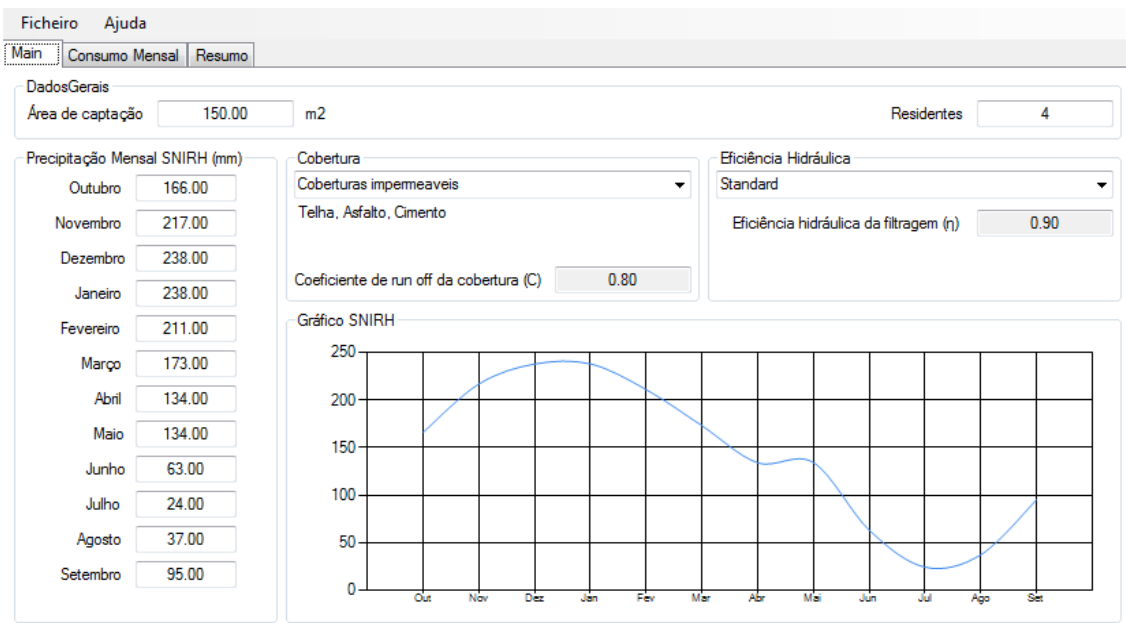 Ficheiro Ajuda
Main Consumo Mensal Resumo
DadosGerais
Área de captação 150.00 m2 Residentes 4
Precipitação Mensal SNIRH (mm)
Outubro 166.00
Novembro 217.00
Dezembro 238.00
Janeiro 238.00
Fevereiro 211.00
Março 173.00
Abril 134.00
Maio 134.00
Junho 63.00
Julho 24.00
Agosto 37.00
Setembro 95.00
Cobertura
Coberturas impermeaveis
Telha, Asfalto, Cimento
Coeficiente de run off da cobertura (C) 0.80
Eficiência Hidráulica
Standard
Eficiência hidráulica da filtragem (η) 0.90
Gráfico SNIRH
250
200
150
100
50
0
Out Nov Dez Jan Fev Mar Abr Mai Jun Jul Ago Set